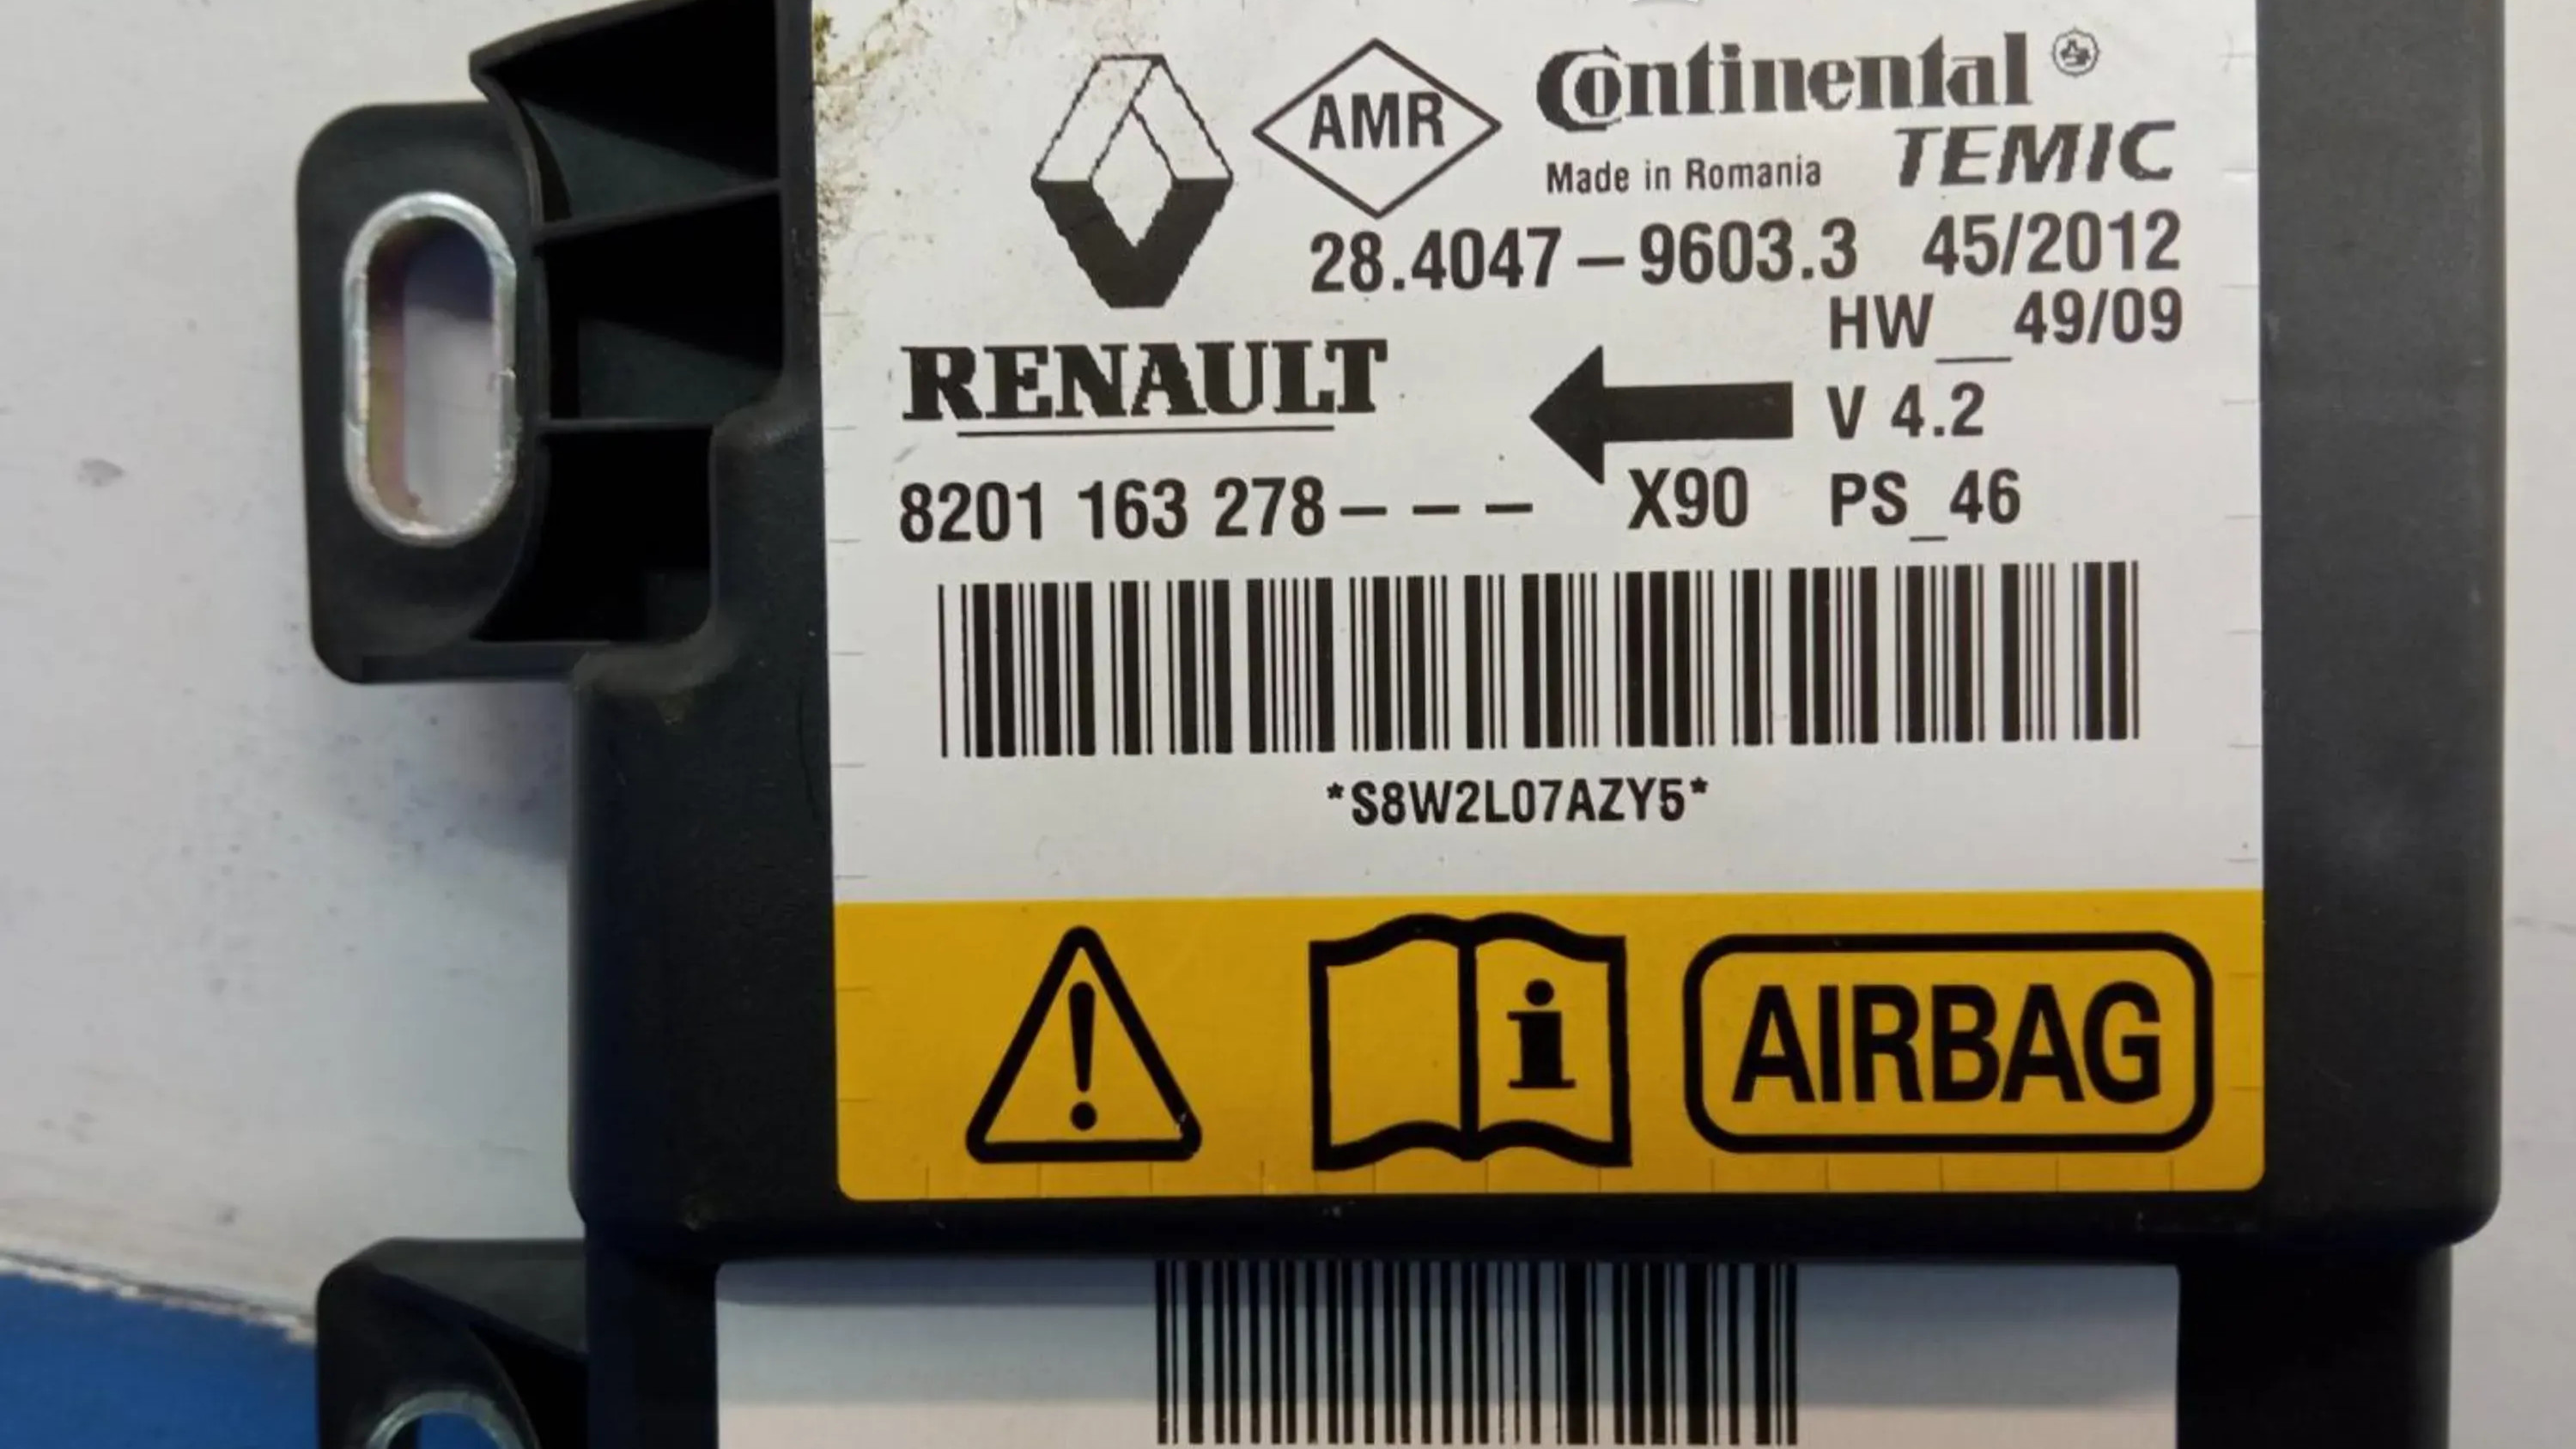 AMR
Continental
Made in Romania TEMIC
28.4047-9603.3 45/2012
HW__49/09
RENAULT
V 4.2
8201 163 278--- X90 PS_46
*S8W2L07AZY5*
! i AIRBAG